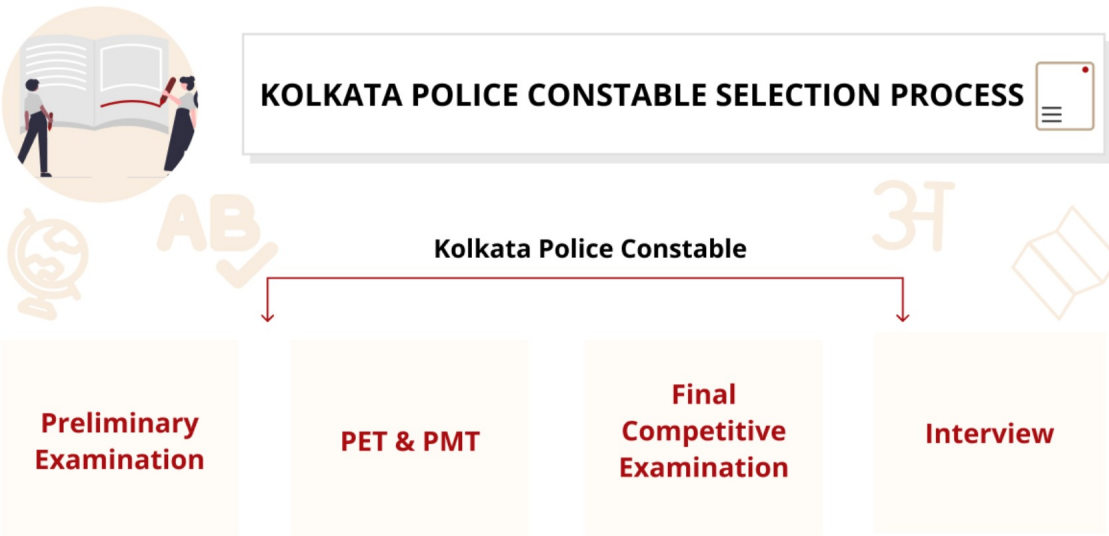 KOLKATA POLICE CONSTABLE SELECTION PROCESS
AB
अ
Kolkata Police Constable
Preliminary
Examination
PET & PMT
Final
Competitive
Examination
Interview